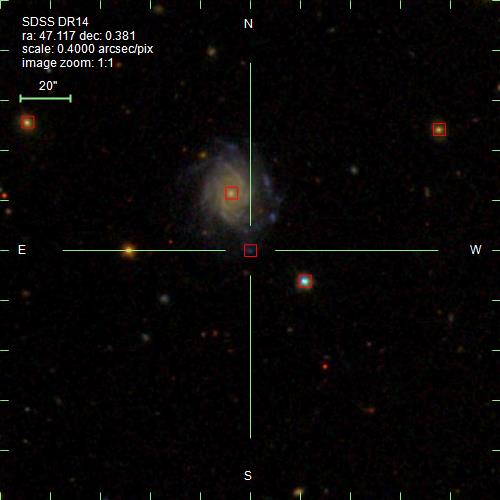 SDSS DR14
ra: 47.117 dec: 0.381
scale: 0.4000 arcsec/pix
image zoom: 1:1
20"
N
E
W
S